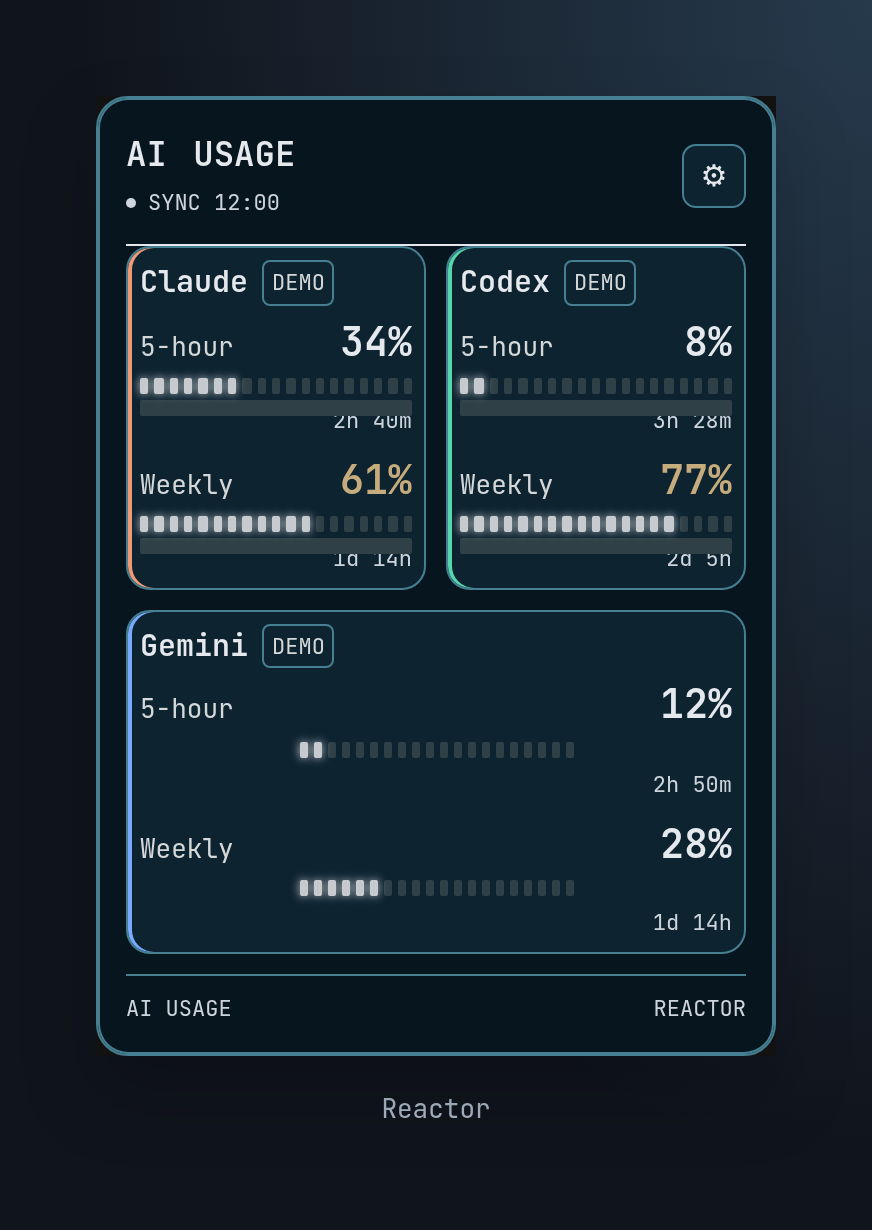 AI USAGE
SYNC 12:00
Claude DEMO
5-hour 34%
2h 40m
Weekly 61%
1d 14h
Codex DEMO
5-hour 8%
3h 28m
Weekly 77%
2d 5h
Gemini DEMO
5-hour 12%
2h 50m
Weekly 28%
1d 14h
AI USAGE REACTOR
Reactor